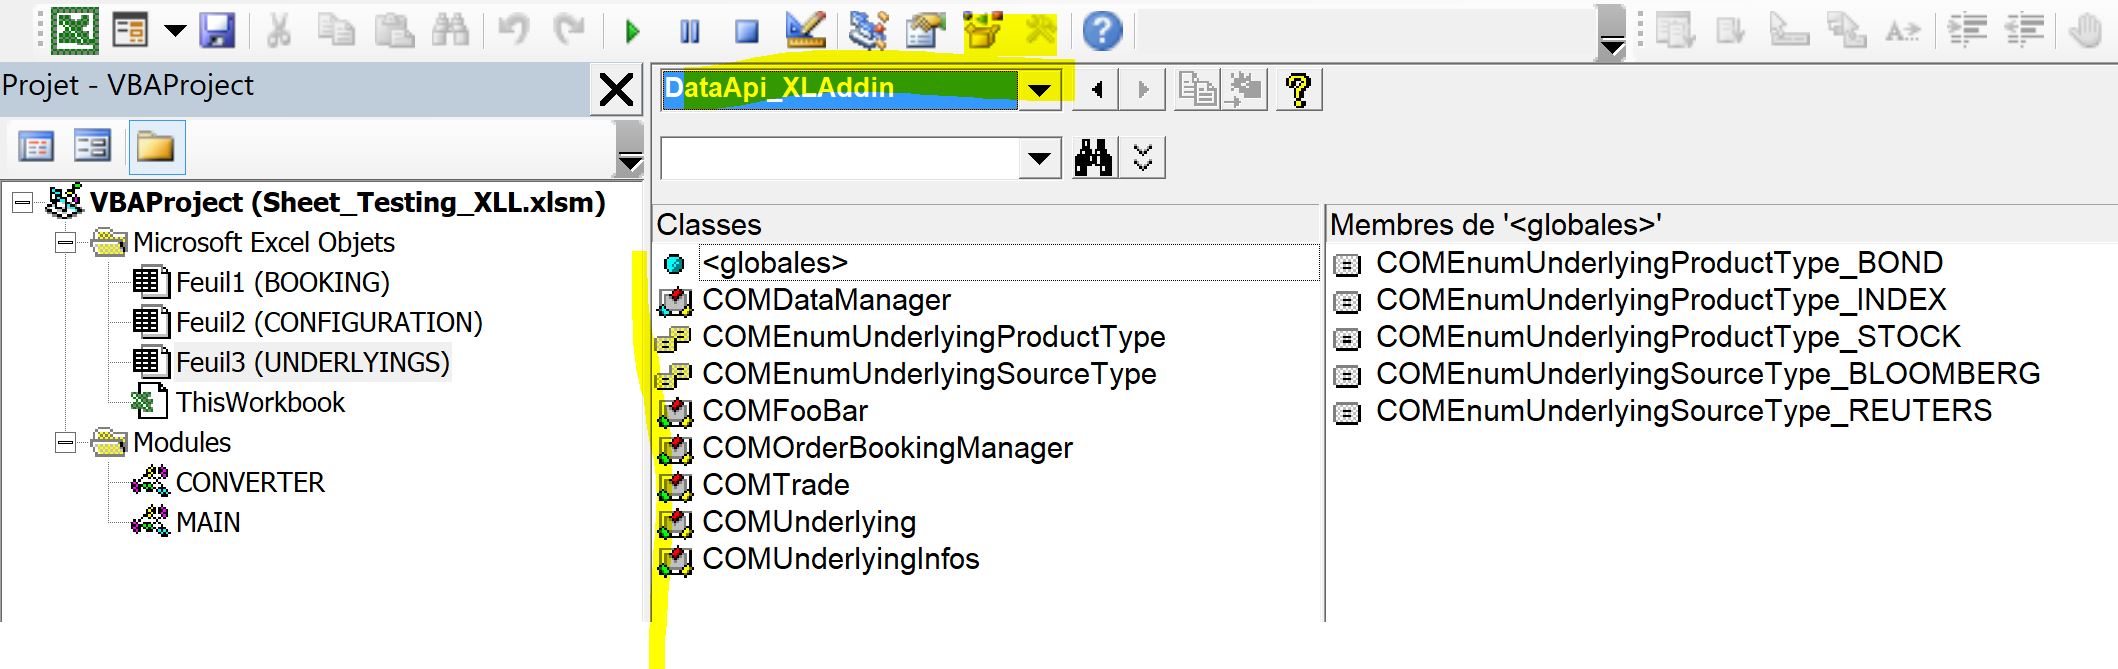 Projet - VBAProject
VBAProject (Sheet_Testing_XLL.xlsm)
Microsoft Excel Objets
Feuil1 (BOOKING)
Feuil2 (CONFIGURATION)
Feuil3 (UNDERLYINGS)
ThisWorkbook
Modules
CONVERTER
MAIN
DataApi_XLAddin
Classes
<globales>
COMDataManager
COMEnumUnderlyingProductType
COMEnumUnderlyingSourceType
COMFooBar
COMOrderBookingManager
COMTrade
COMUnderlying
COMUnderlyingInfos
Membres de '<globales>'
COMEnumUnderlyingProductType_BOND
COMEnumUnderlyingProductType_INDEX
COMEnumUnderlyingProductType_STOCK
COMEnumUnderlyingSourceType_BLOOMBERG
COMEnumUnderlyingSourceType_REUTERS